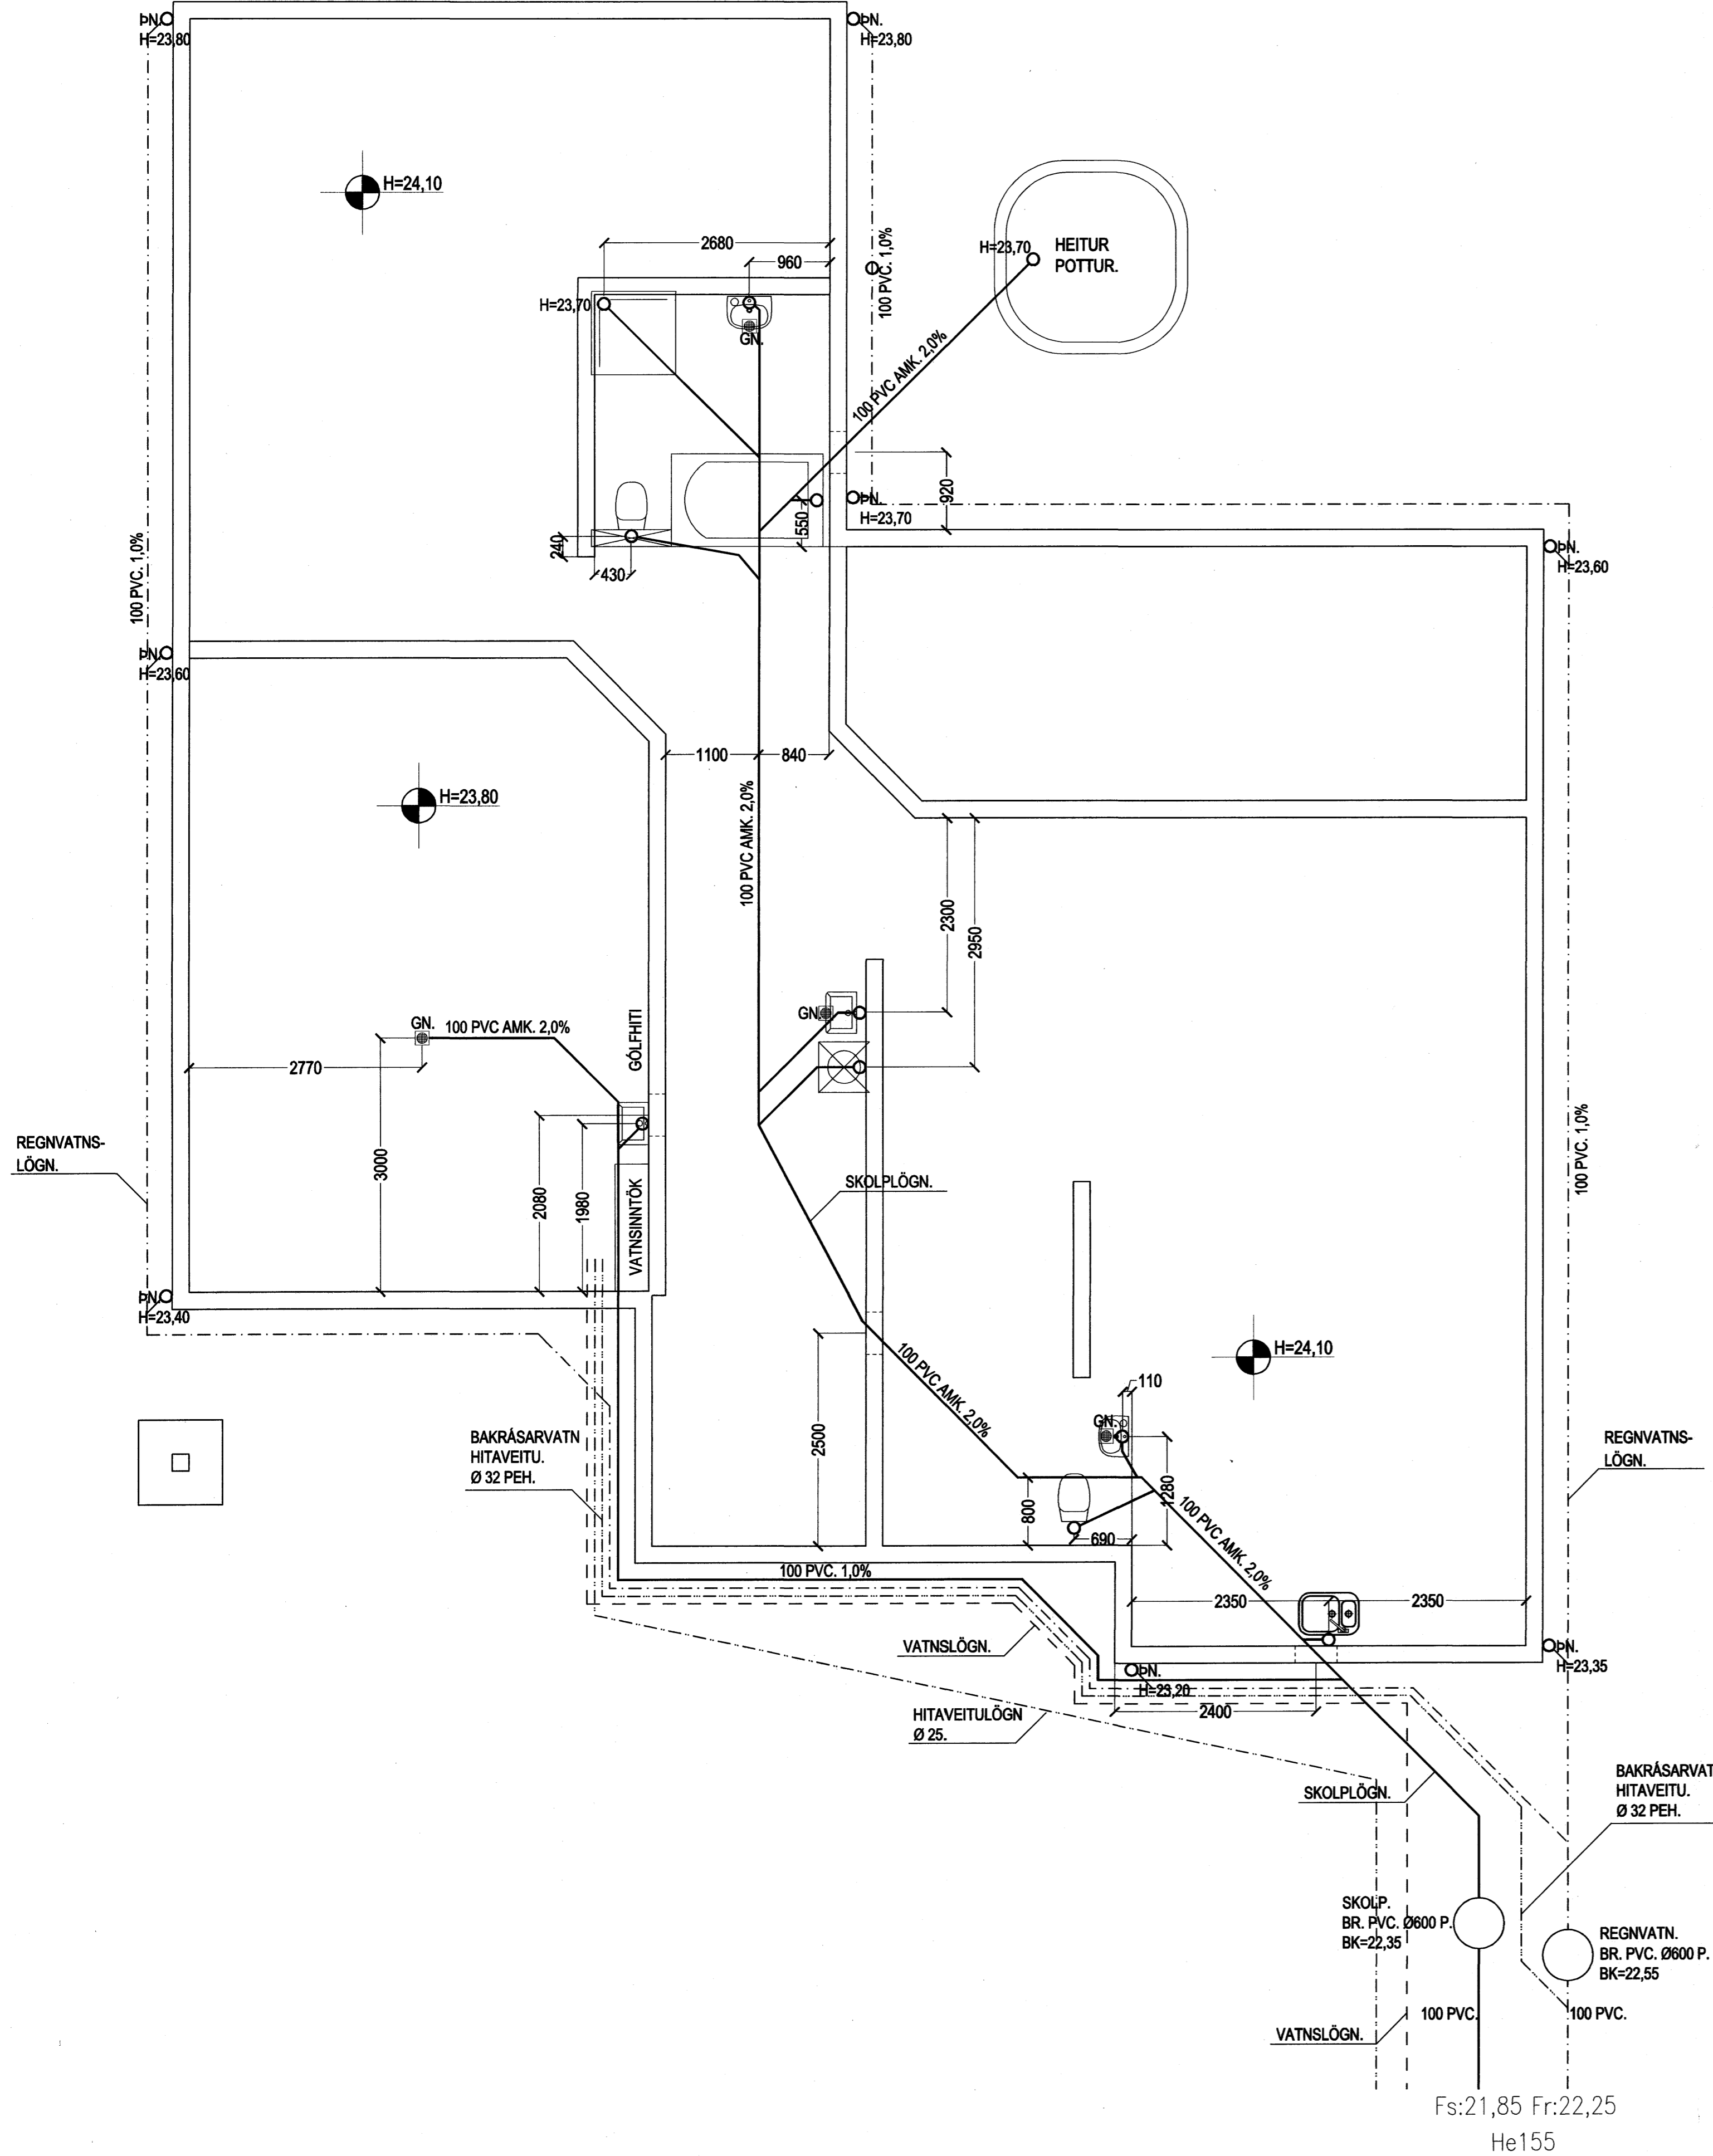 ÞN.
H=23,80
ÞN.
H=23,80
H=24,10
2680
960
H=23,70
HEITUR
POTTUR.
100 PVC. 1,0%
H=23,70
GN.
100 PVC AMK. 2,0%
920
550
ÞN.
H=23,70
240
430
ÞN.
H=23,60
100 PVC. 1,0%
ÞN.
H=23,60
1100
840
H=23,80
100 PVC AMK. 2,0%
2300
2950
GN.
GN.
100 PVC AMK. 2,0%
GÓLFHITI
2770
REGNVATNS-
LÖGN.
3000
2080
1980
VATNSINNTÖK
SKOLPLÖGN.
100 PVC. 1,0%
ÞN.
H=23,40
H=24,10
100 PVC AMK. 2,0%
110
GN.
2500
BAKRÁSARVATN
HITAVEITU.
Ø 32 PEH.
REGNVATNS-
LÖGN.
800
1280
690
100 PVC AMK. 2,0%
100 PVC. 1,0%
2350
2350
VATNSLÖGN.
ÞN.
H=23,20
ÞN.
H=23,35
2400
HITAVEITULÖGN
Ø 25.
SKOLPLÖGN.
BAKRÁSARVAT
HITAVEITU.
Ø 32 PEH.
SKOLP.
BR. PVC. Ø600 P.
BK=22,35
REGNVATN.
BR. PVC. Ø600 P.
BK=22,55
100 PVC.
100 PVC.
VATNSLÖGN.
Fs:21,85 Fr:22,25
He155